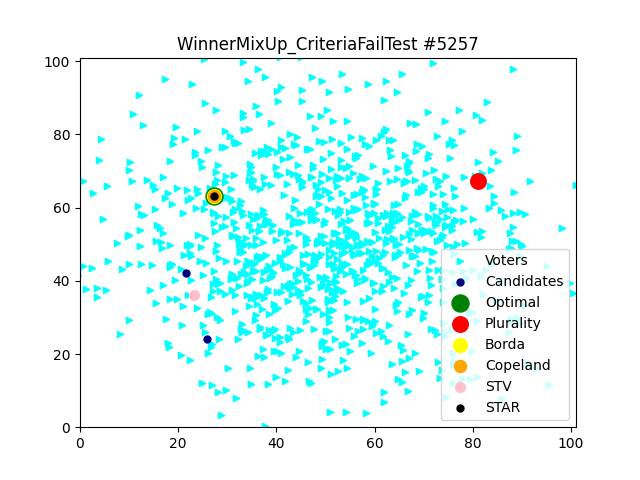 WinnerMixUp_CriteriaFailTest #5257
100
80
60
40
20
0
0
20
40
60
80
100
Voters
Candidates
Optimal
Plurality
Borda
Copeland
STV
STAR